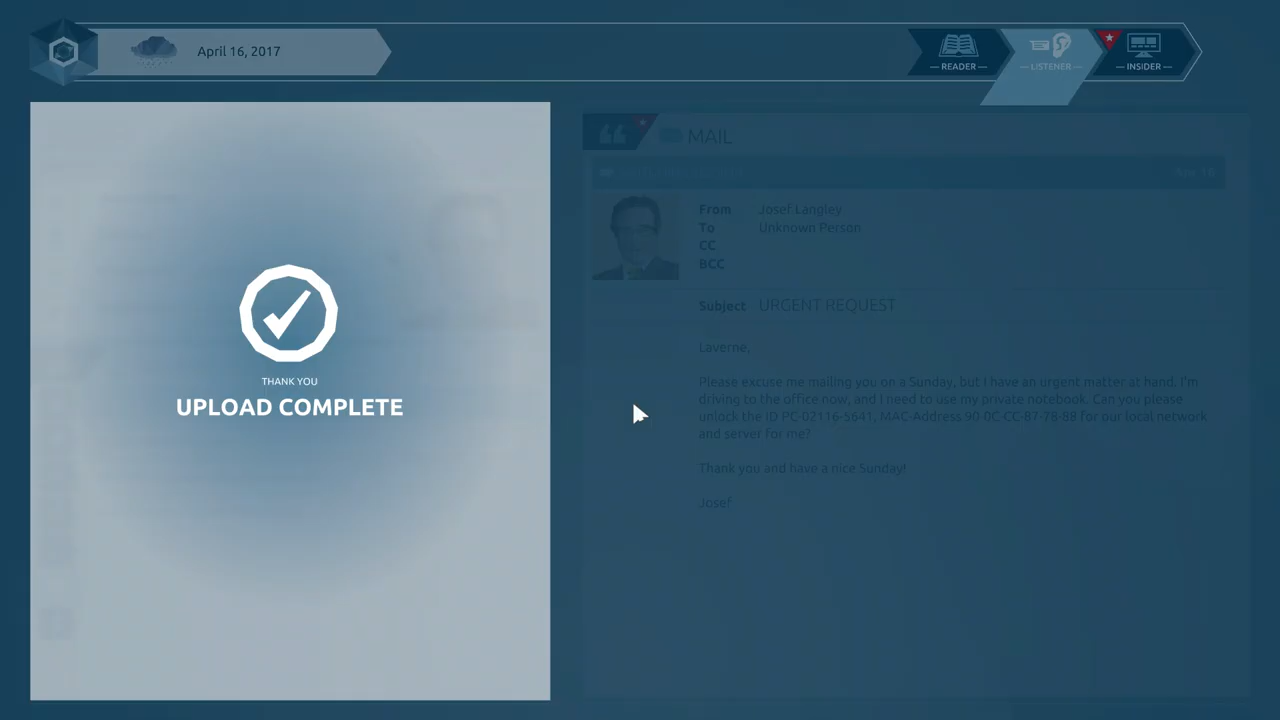 April 16, 2017
— READER —
— LISTENER —
— INSIDER —
MAIL
From Josef Langley
To Unknown Person
CC
BCC
Subject URGENT REQUEST
Laverne,
Please excuse me mailing you on a Sunday, but I have an urgent matter at hand. I'm
driving to the office now, and I need to use my private notebook. Can you please
unlock the ID PC-02116-5641, MAC-Address 90-0C-CC-87-78-88 for our local network
and server for me?
Thank you and have a nice Sunday!
Josef
THANK YOU
UPLOAD COMPLETE